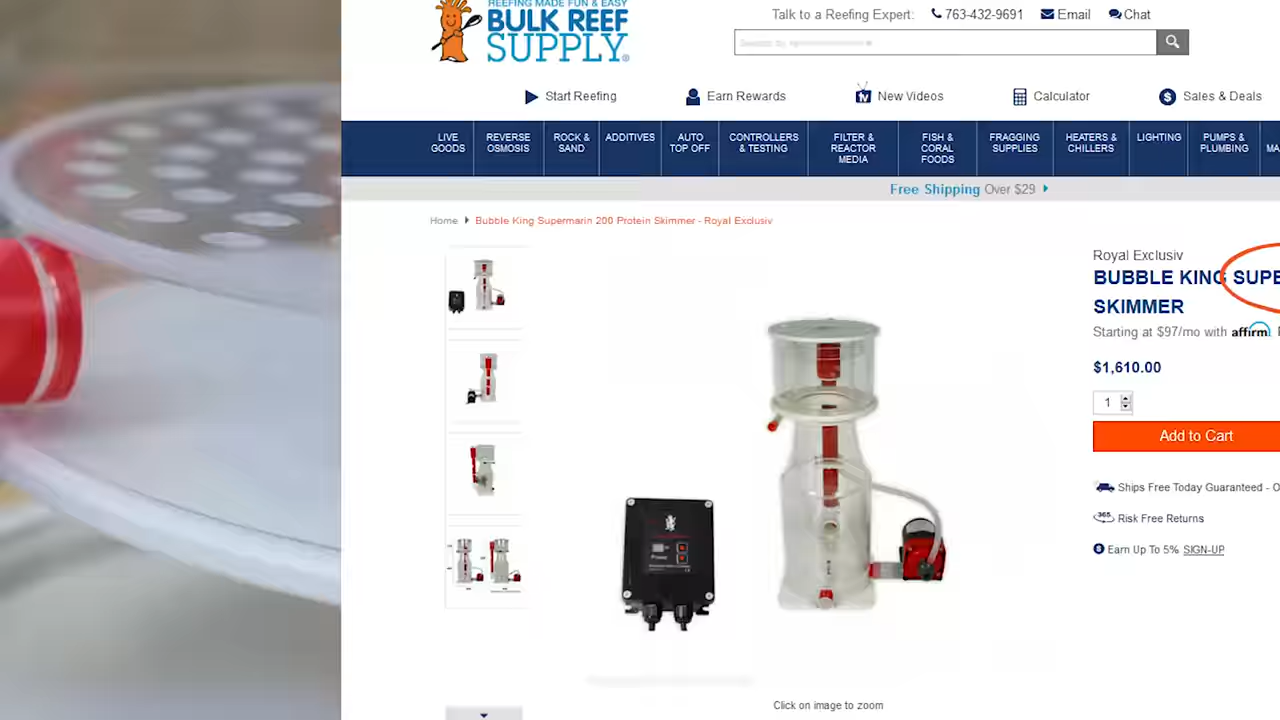 REEFING MADE FUN & EASY
BULK REEF
SUPPLY
Talk to a Reefing Expert: 763-432-9691 Email Chat
Start Reefing Earn Rewards New Videos Calculator Sales & Deals
LIVE GOODS
REVERSE OSMOSIS
ROCK & SAND
ADDITIVES
AUTO TOP OFF
CONTROLLERS & TESTING
FILTER & REACTOR MEDIA
FISH & CORAL FOODS
FRAGGING SUPPLIES
HEATERS & CHILLERS
LIGHTING
PUMPS & PLUMBING
MA
Free Shipping Over $29
Home Bubble King Supermarin 200 Protein Skimmer - Royal Exclusiv
Royal Exclusiv
BUBBLE KING SUPE
SKIMMER
Starting at $97/mo with affirm
$1,610.00
1
Add to Cart
Ships Free Today Guaranteed - O
365 Risk Free Returns
$ Earn Up To 5% SIGN-UP
Power
Click on image to zoom